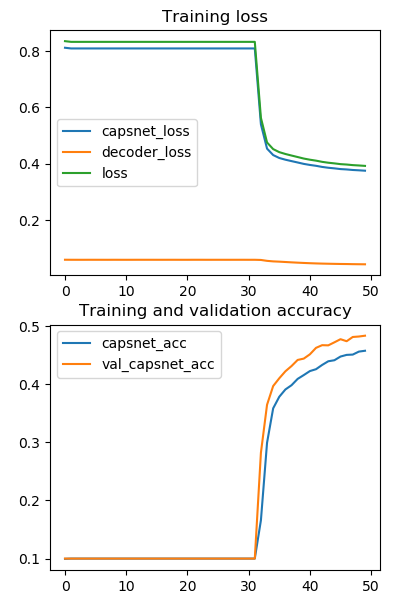 Training loss
0.8
0.6
0.4
0.2
capsnet_loss
decoder_loss
loss
0 10 20 30 40 50
Training and validation accuracy
0.5
0.4
0.3
0.2
0.1
capsnet_acc
val_capsnet_acc
0 10 20 30 40 50